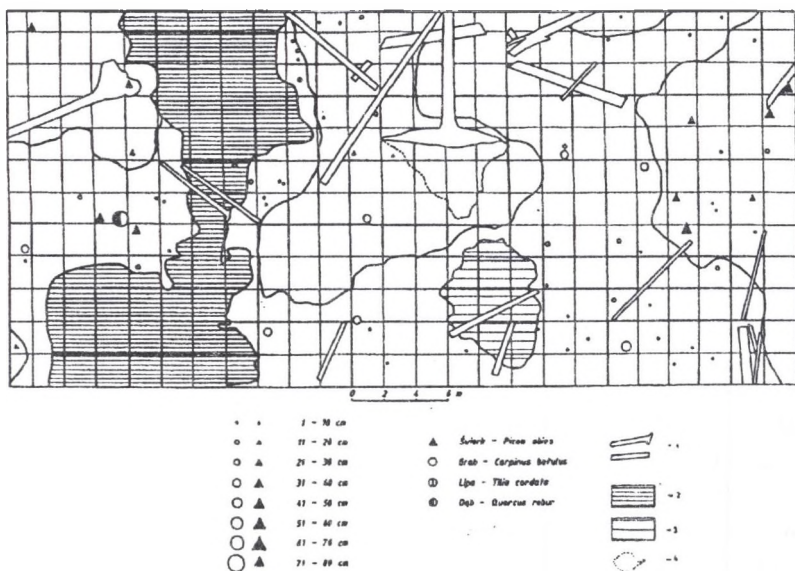 0 2 4 6 m
1 - 10 cm
11 - 20 cm
21 - 30 cm
31 - 40 cm
41 - 50 cm
51 - 60 cm
61 - 70 cm
71 - 80 cm
Świerk - Picea abies
Grab - Carpinus betulus
Lipa - Tilia cordata
Dąb - Quercus robur
- 1
- 2
- 3
- 4